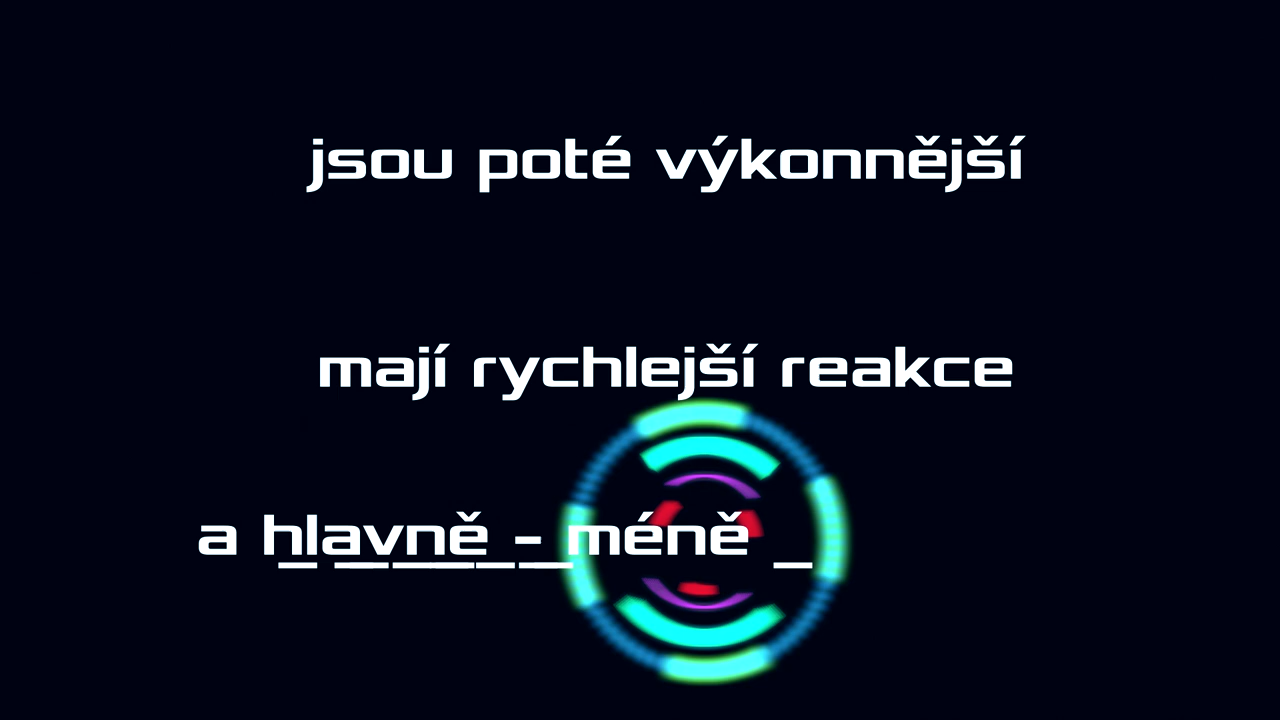 jsou poté výkonnější
mají rychlejší reakce
a hlavně - méně _